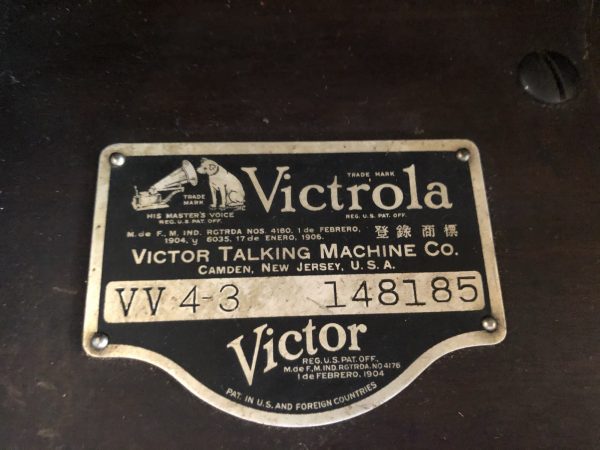 Victrola
TRADE MARK
TRADE MARK
HIS MASTER'S VOICE
REG. U.S. PAT. OFF.
REG. U.S. PAT. OFF.
M. de F., M. IND. RGTRDA NOS. 4180, 1 de FEBRERO,
1904, y 6035, 17 de ENERO, 1906.
登錄商標
VICTOR TALKING MACHINE CO.
CAMDEN, NEW JERSEY, U.S.A.
VV 4-3 148185
Victor
REG. U.S. PAT. OFF.
M. de F., M. IND. RGTRDA. NO 4176
1 de FEBRERO, 1904
PAT. IN U.S. AND FOREIGN COUNTRIES